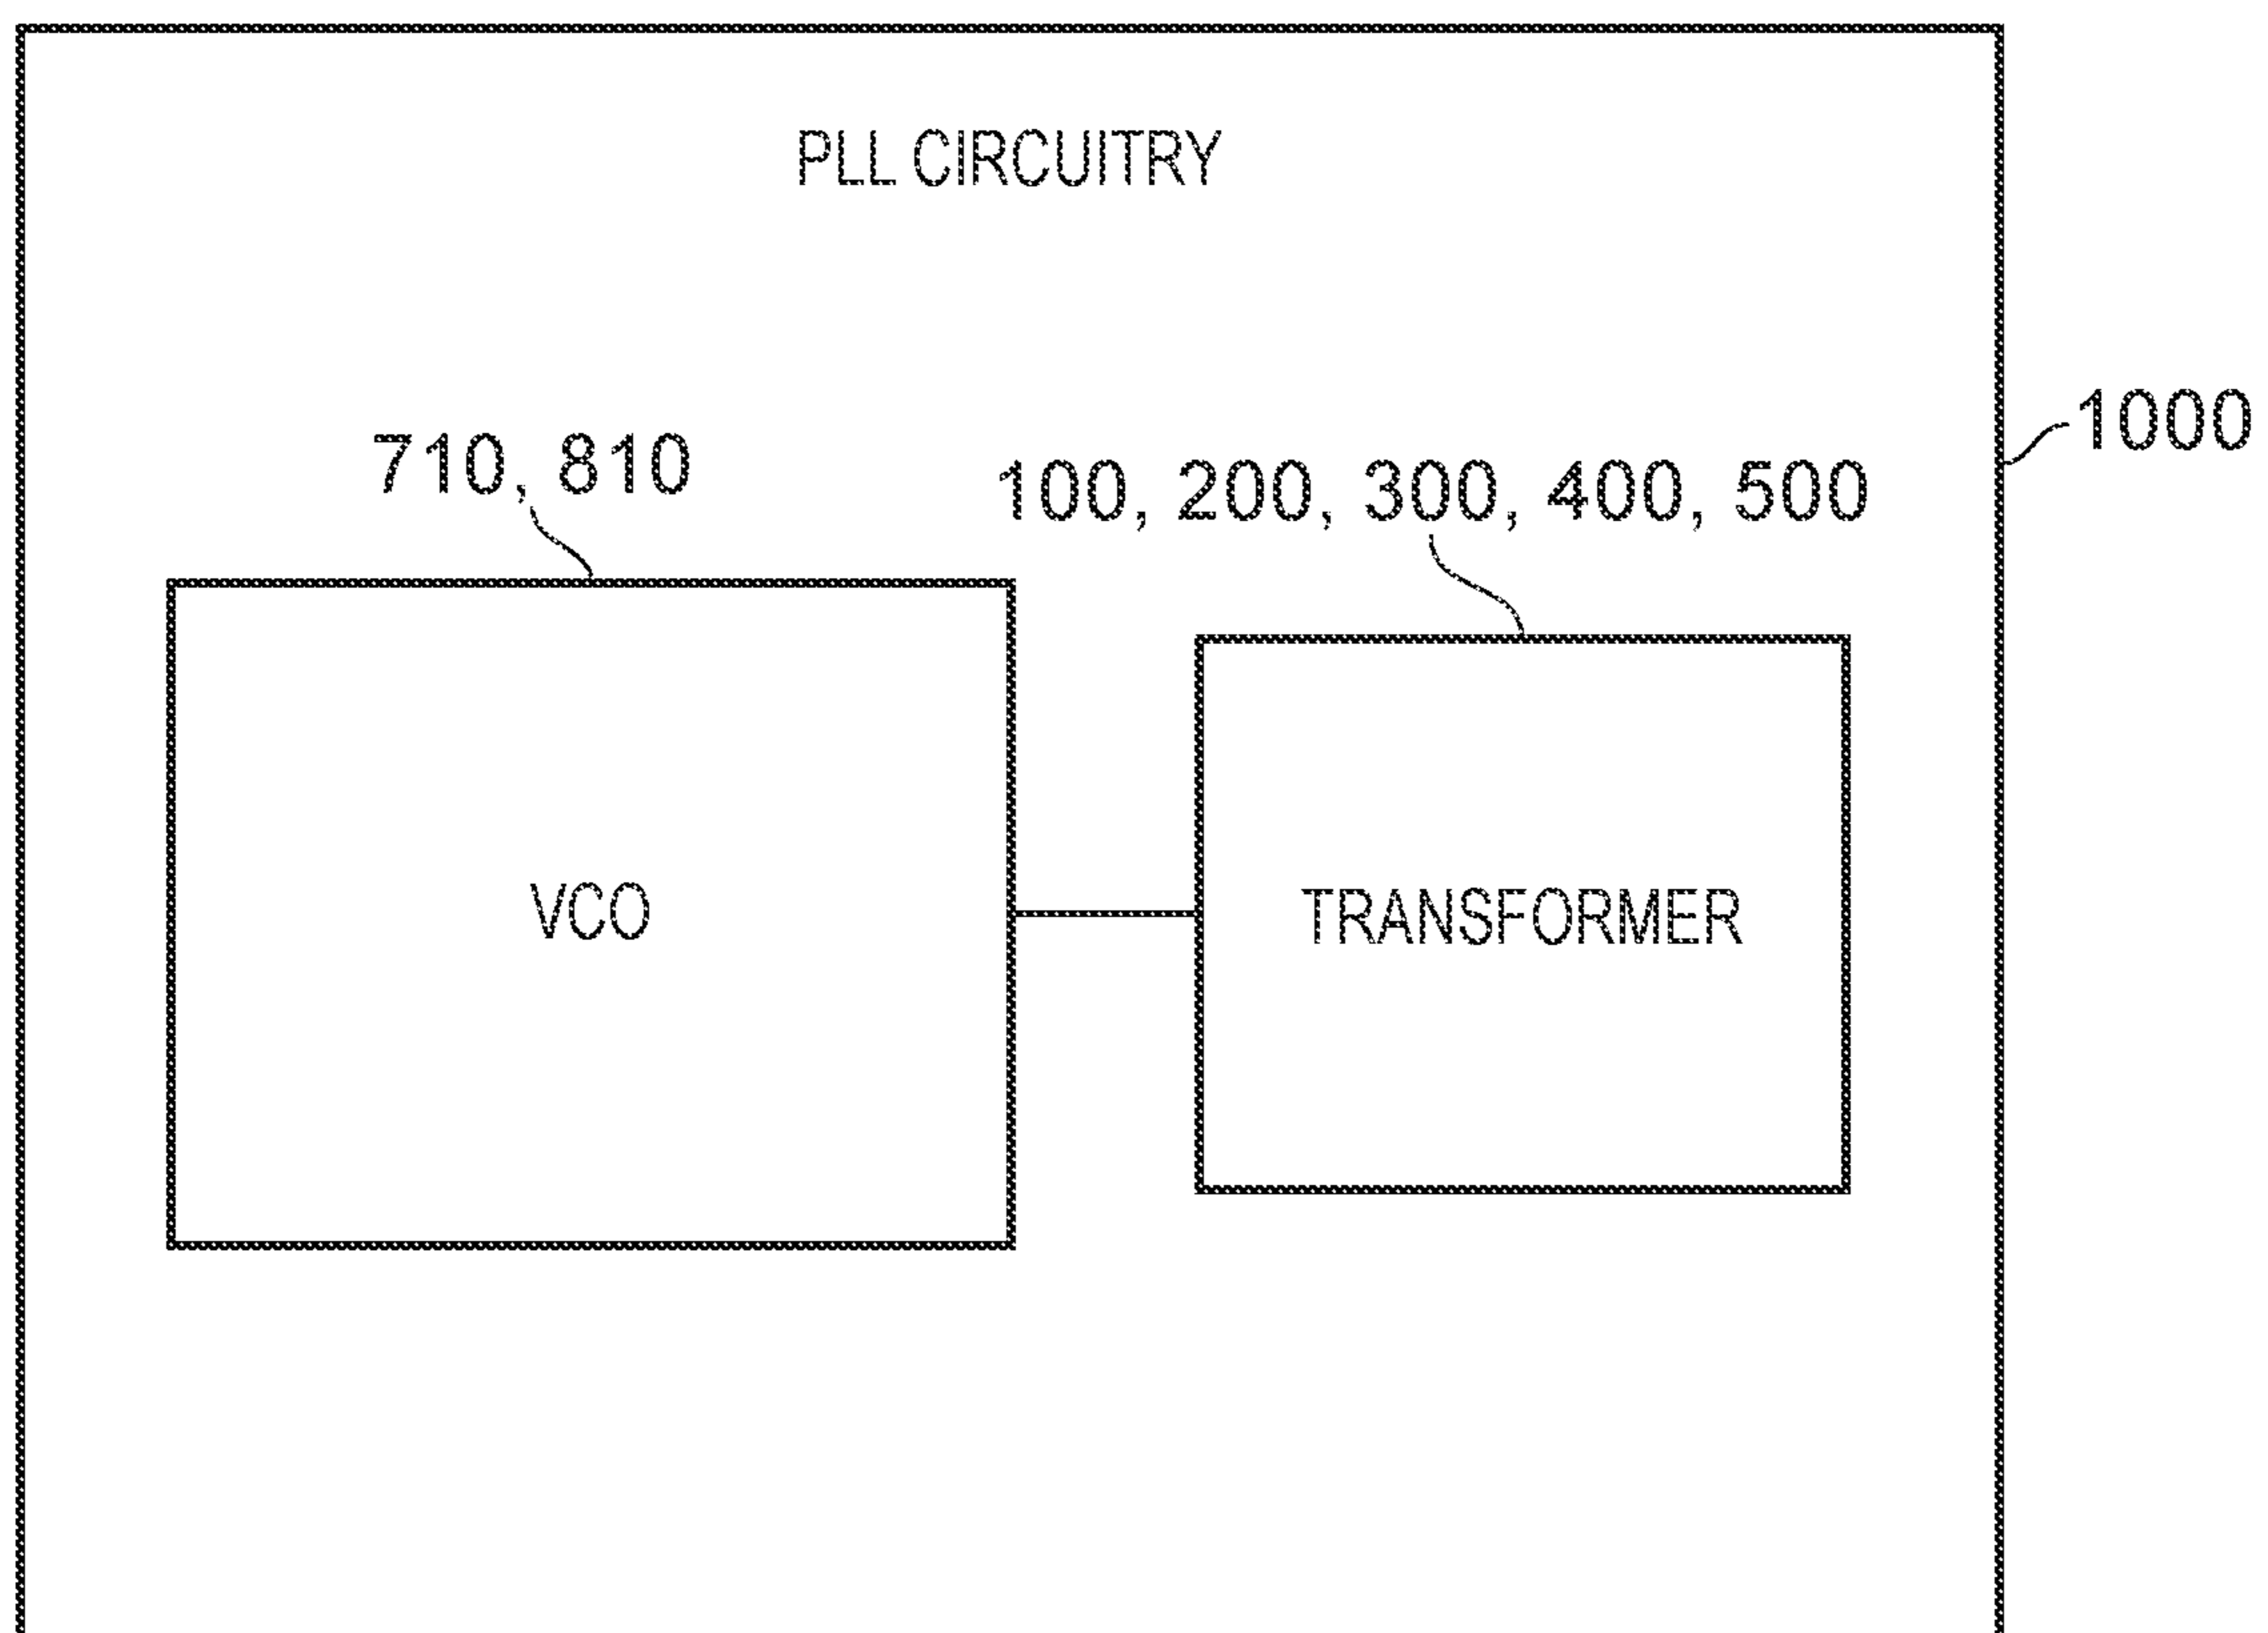 PLL CIRCUITRY
1000
710, 810
100, 200, 300, 400, 500
VCO
TRANSFORMER